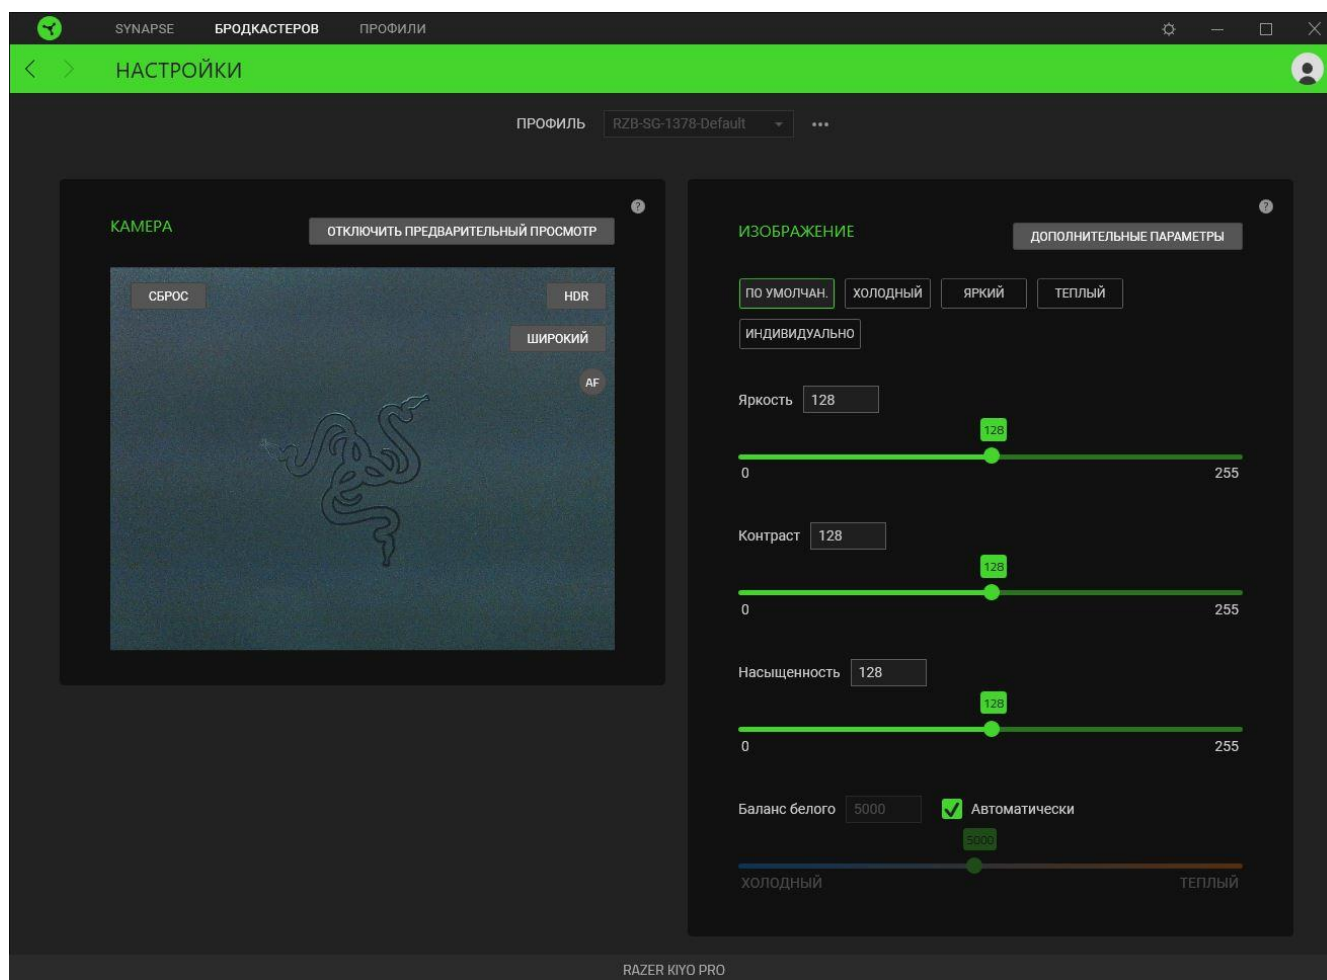 SYNAPSE БРОДКАСТЕРОВ ПРОФИЛИ
НАСТРОЙКИ
ПРОФИЛЬ RZB-SG-1378-Default
КАМЕРА
ОТКЛЮЧИТЬ ПРЕДВАРИТЕЛЬНЫЙ ПРОСМОТР
СБРОС
HDR
ШИРОКИЙ
AF
ИЗОБРАЖЕНИЕ
ДОПОЛНИТЕЛЬНЫЕ ПАРАМЕТРЫ
ПО УМОЛЧАН. ХОЛОДНЫЙ ЯРКИЙ ТЕПЛЫЙ
ИНДИВИДУАЛЬНО
Яркость 128
128
0 255
Контраст 128
128
0 255
Насыщенность 128
128
0 255
Баланс белого 5000 Автоматически
5000
ХОЛОДНЫЙ ТЕПЛЫЙ
RAZER KIYO PRO